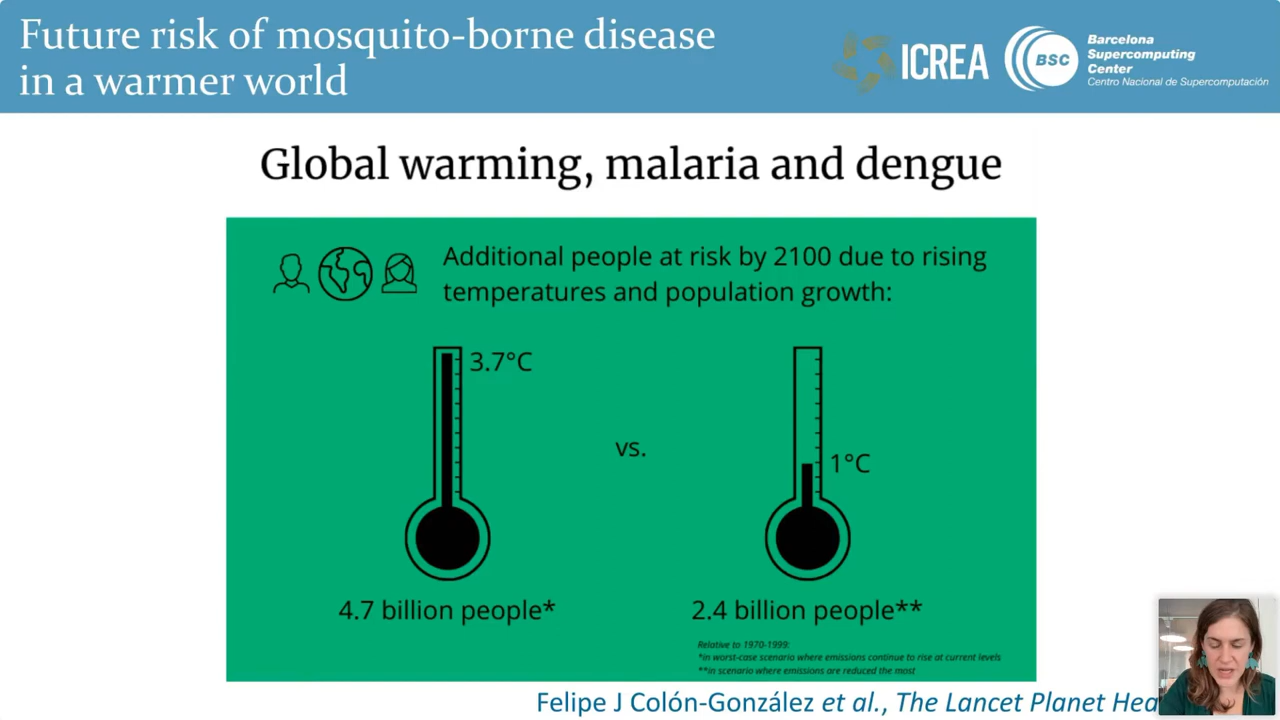 Future risk of mosquito-borne disease
in a warmer world
ICREA
BSC
Barcelona
Supercomputing
Center
Centro Nacional de Supercomputación
Global warming, malaria and dengue
Additional people at risk by 2100 due to rising
temperatures and population growth:
3.7°C
vs.
1°C
4.7 billion people*
2.4 billion people**
Relative to 1970-1999:
*in worst-case scenario where emissions continue to rise at current levels
**in scenario where emissions are reduced the most
Felipe J Colón-González et al., The Lancet Planet Hea